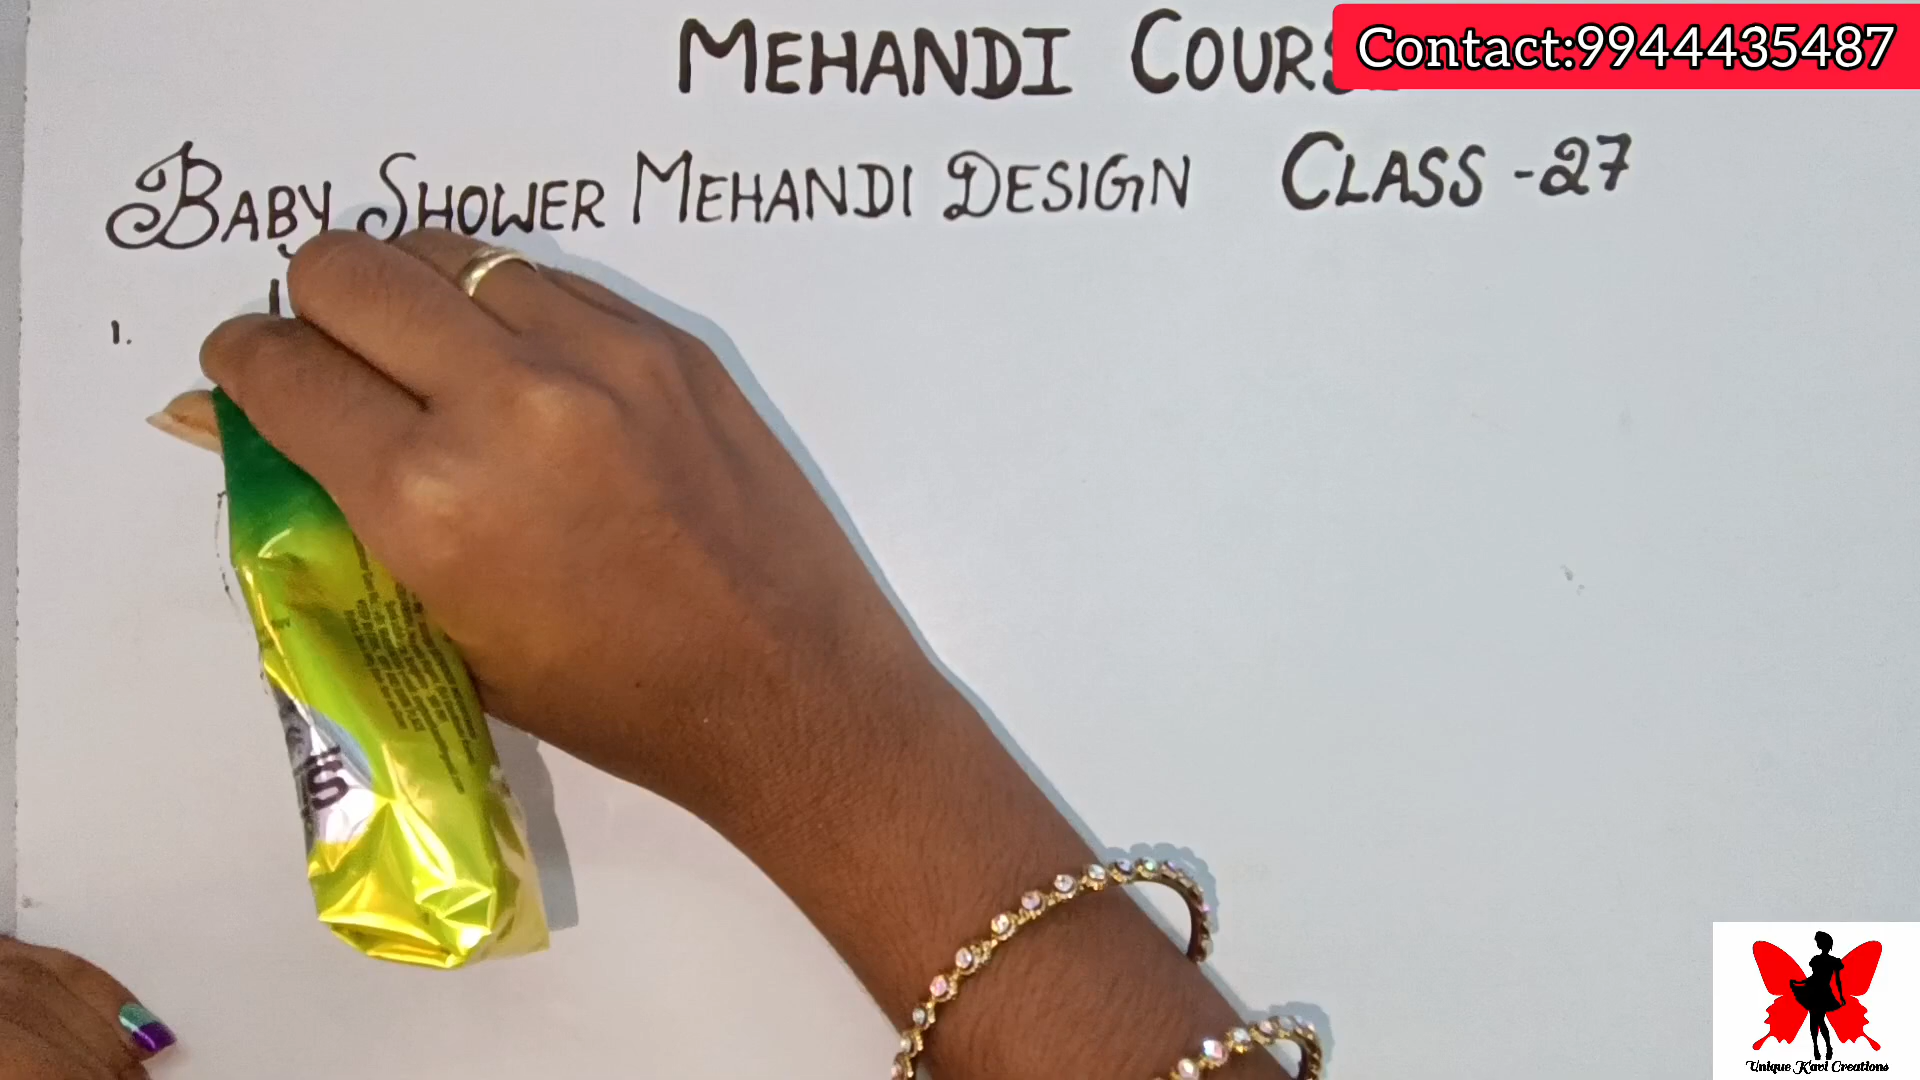 MEHANDI COURS
Contact:9944435487
BABY SHOWER MEHANDI DESIGN CLASS -27
1.
Unique Kavi Creations